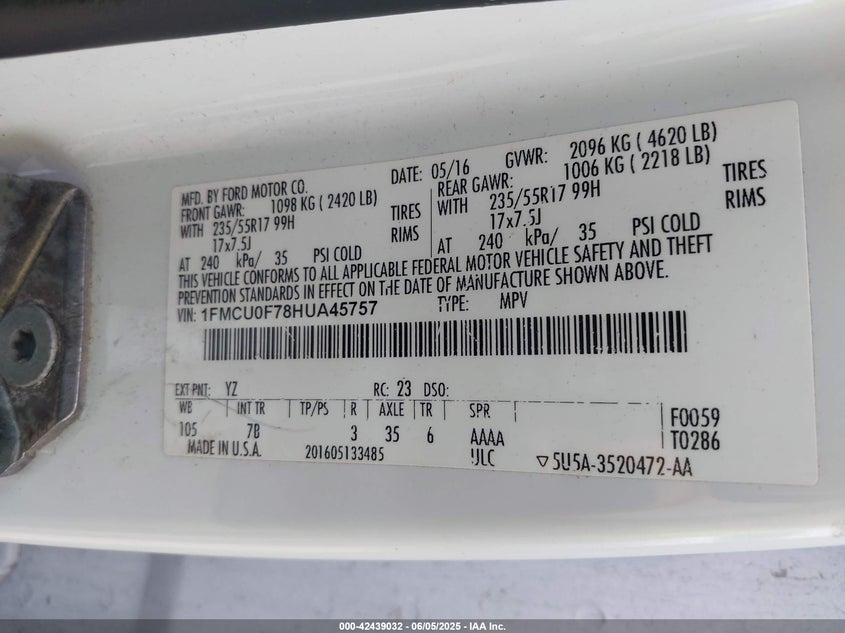 MFD. BY FORD MOTOR CO.
DATE: 05/16 GVWR: 2096 KG ( 4620 LB)
FRONT GAWR: 1098 KG ( 2420 LB)
REAR GAWR: 1006 KG ( 2218 LB)
WITH 235/55R17 99H TIRES
WITH 235/55R17 99H TIRES
17x7.5J RIMS
17x7.5J RIMS
AT 240 kPa/ 35 PSI COLD
AT 240 kPa/ 35 PSI COLD
THIS VEHICLE CONFORMS TO ALL APPLICABLE FEDERAL MOTOR VEHICLE SAFETY AND THEFT
PREVENTION STANDARDS IN EFFECT ON THE DATE OF MANUFACTURE SHOWN ABOVE.
VIN: 1FMCU0F78HUA45757 TYPE: MPV
EXT PNT: YZ RC: 23 DSO:
WB INT TR TP/PS R AXLE TR SPR
105 7B 3 35 6 AAAA
F0059
T0286
MADE IN U.S.A. 201605133485 ULC ▽5U5A-3520472-AA
000-42439032 - 06/05/2025 - IAA Inc.